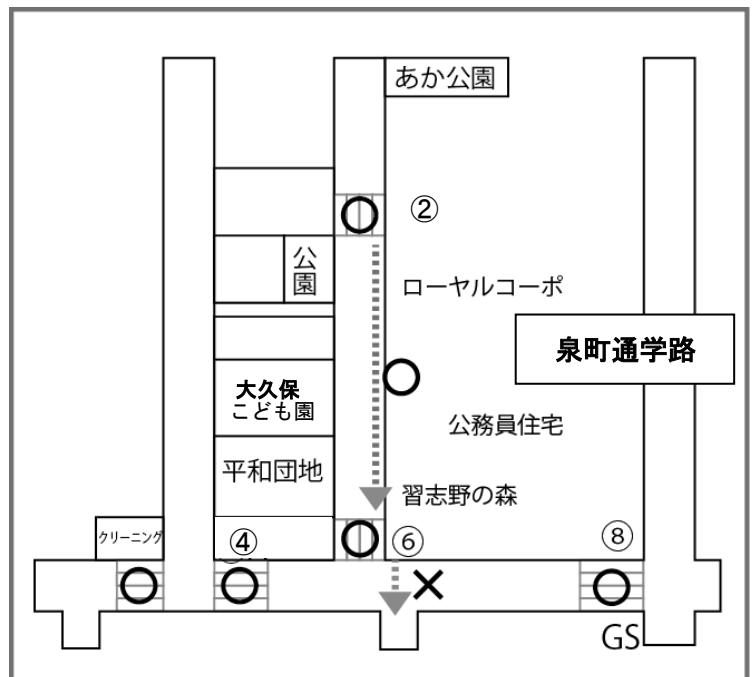 あか公園
②
公園
ローヤルコーポ
泉町通学路
大久保
こども園
公務員住宅
平和団地
習志野の森
クリーニング
④
⑥
⑧
GS